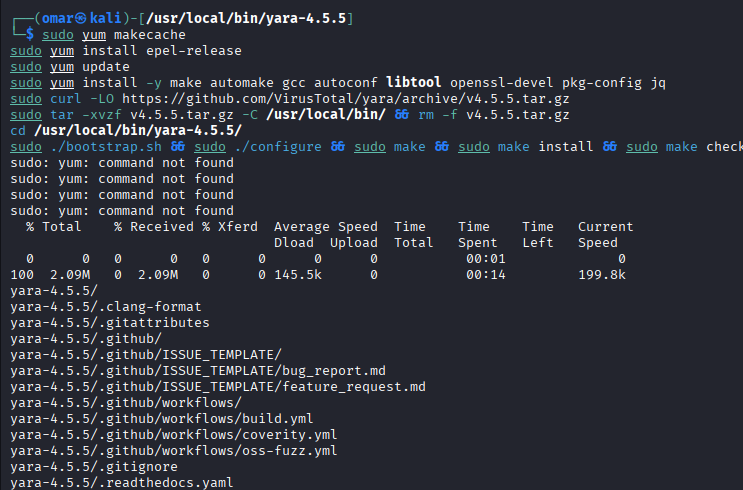 ┌──(omar㉿kali)-[/usr/local/bin/yara-4.5.5]
└─$ sudo yum makecache
sudo yum install epel-release
sudo yum update
sudo yum install -y make automake gcc autoconf libtool openssl-devel pkg-config jq
sudo curl -LO https://github.com/VirusTotal/yara/archive/v4.5.5.tar.gz
sudo tar -xvzf v4.5.5.tar.gz -C /usr/local/bin/ && rm -f v4.5.5.tar.gz
cd /usr/local/bin/yara-4.5.5/
sudo ./bootstrap.sh && sudo ./configure && sudo make && sudo make install && sudo make check
sudo: yum: command not found
sudo: yum: command not found
sudo: yum: command not found
sudo: yum: command not found
  % Total    % Received % Xferd  Average Speed  Time    Time    Time   Current
                                 Dload  Upload  Total   Spent   Left   Speed
  0      0   0      0   0      0      0      0          00:01              0
100  2.09M   0  2.09M   0      0 145.5k      0          00:14         199.8k
yara-4.5.5/
yara-4.5.5/.clang-format
yara-4.5.5/.gitattributes
yara-4.5.5/.github/
yara-4.5.5/.github/ISSUE_TEMPLATE/
yara-4.5.5/.github/ISSUE_TEMPLATE/bug_report.md
yara-4.5.5/.github/ISSUE_TEMPLATE/feature_request.md
yara-4.5.5/.github/workflows/
yara-4.5.5/.github/workflows/build.yml
yara-4.5.5/.github/workflows/coverity.yml
yara-4.5.5/.github/workflows/oss-fuzz.yml
yara-4.5.5/.gitignore
yara-4.5.5/.readthedocs.yaml